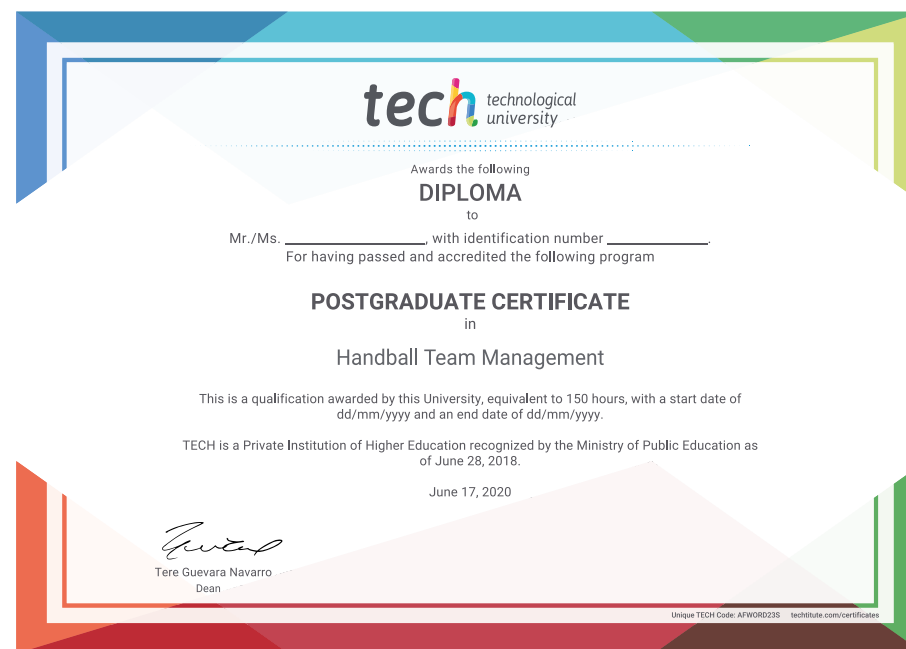 tech technological
university
Awards the following
DIPLOMA
to
Mr./Ms. ____________________, with identification number ______________.
For having passed and accredited the following program
POSTGRADUATE CERTIFICATE
in
Handball Team Management
This is a qualification awarded by this University, equivalent to 150 hours, with a start date of
dd/mm/yyyy and an end date of dd/mm/yyyy.
TECH is a Private Institution of Higher Education recognized by the Ministry of Public Education as
of June 28, 2018.
June 17, 2020
Tere Guevara Navarro
Dean
Unique TECH Code: AFWORD23S techtitute.com/certificates